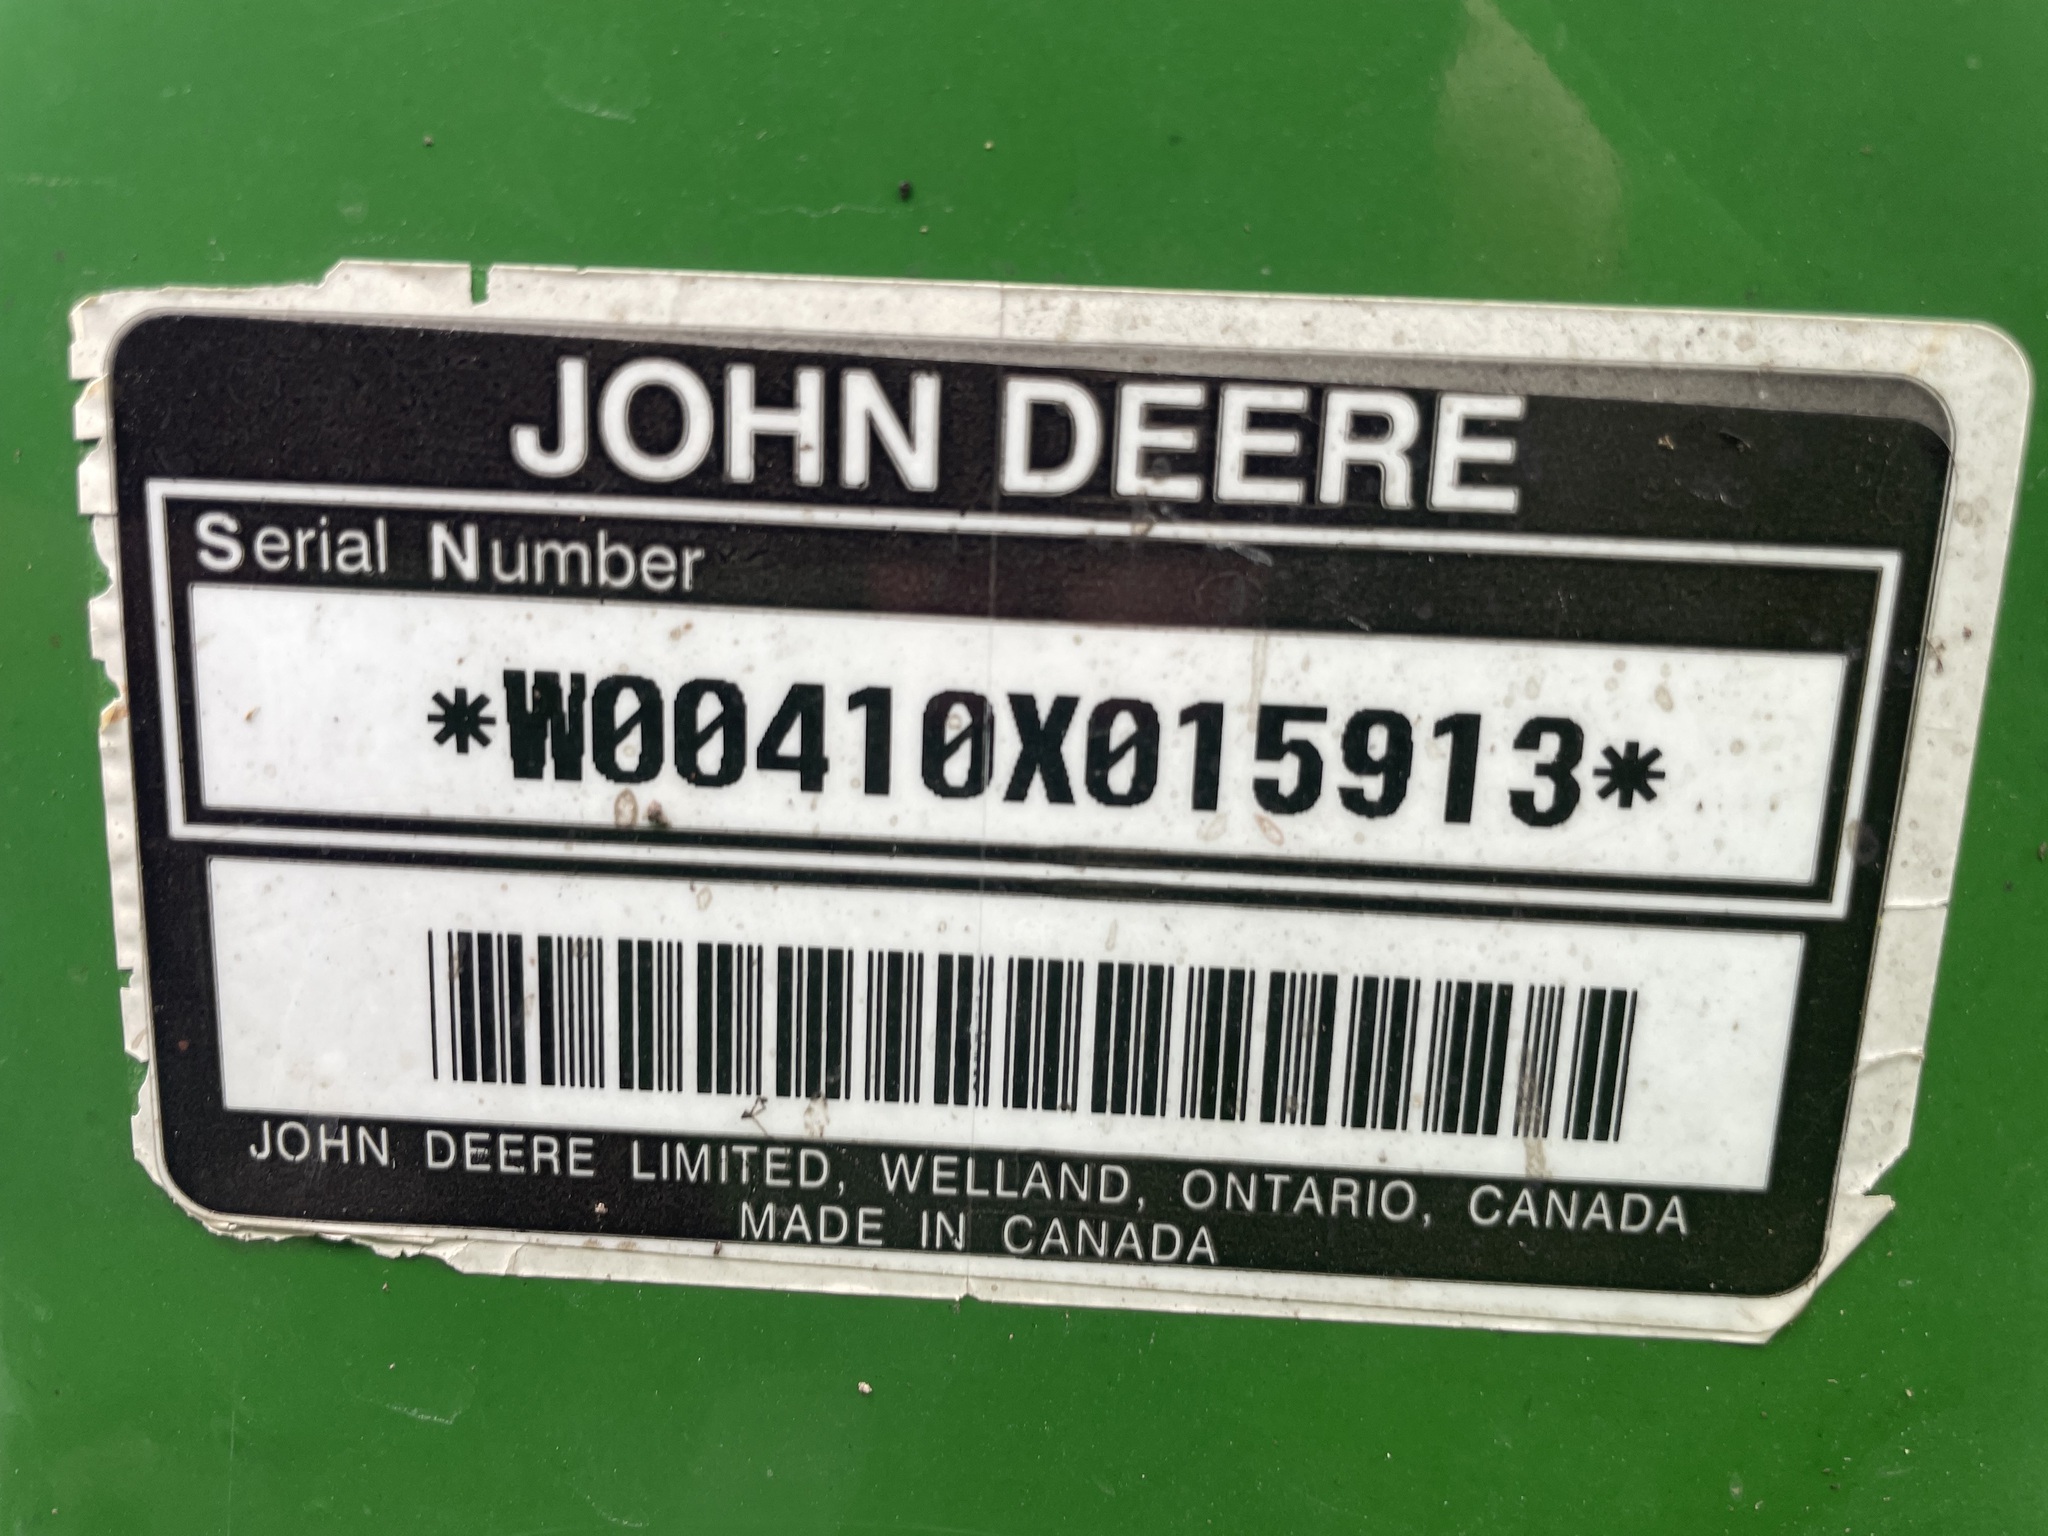 JOHN DEERE
Serial Number
*W00410X015913*
JOHN DEERE LIMITED, WELLAND, ONTARIO, CANADA
MADE IN CANADA